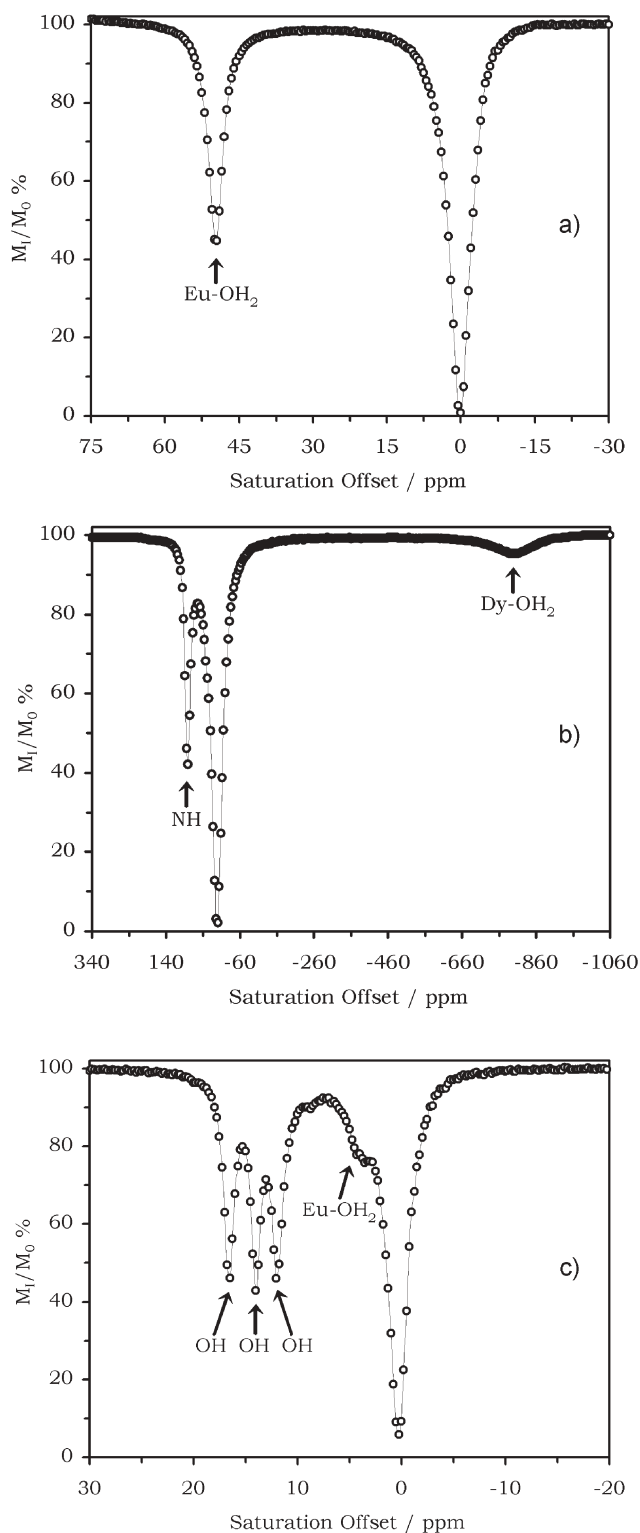 100
80
60
40
20
0
M_I/M_0 %
a)
Eu-OH₂
75 60 45 30 15 0 -15 -30
Saturation Offset / ppm
100
80
60
40
20
0
M_I/M_0 %
Dy-OH₂
b)
NH
340 140 -60 -260 -460 -660 -860 -1060
Saturation Offset / ppm
100
80
60
40
20
0
M_I/M_0 %
Eu-OH₂
c)
OH OH OH
30 20 10 0 -10 -20
Saturation Offset / ppm